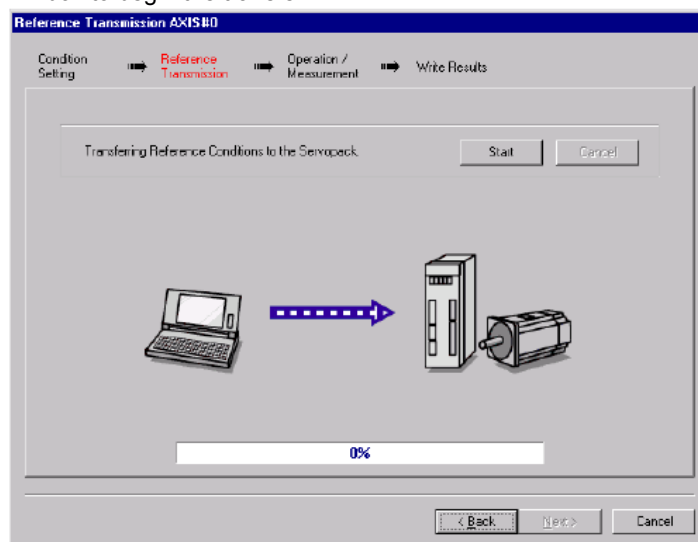 Reference Transmission AXIS#0
Condition Setting
Reference Transmission
Operation / Measurement
Write Results
Transferring Reference Conditions to the Servopack.
Start
Cancel
0%
< Back
Next >
Cancel